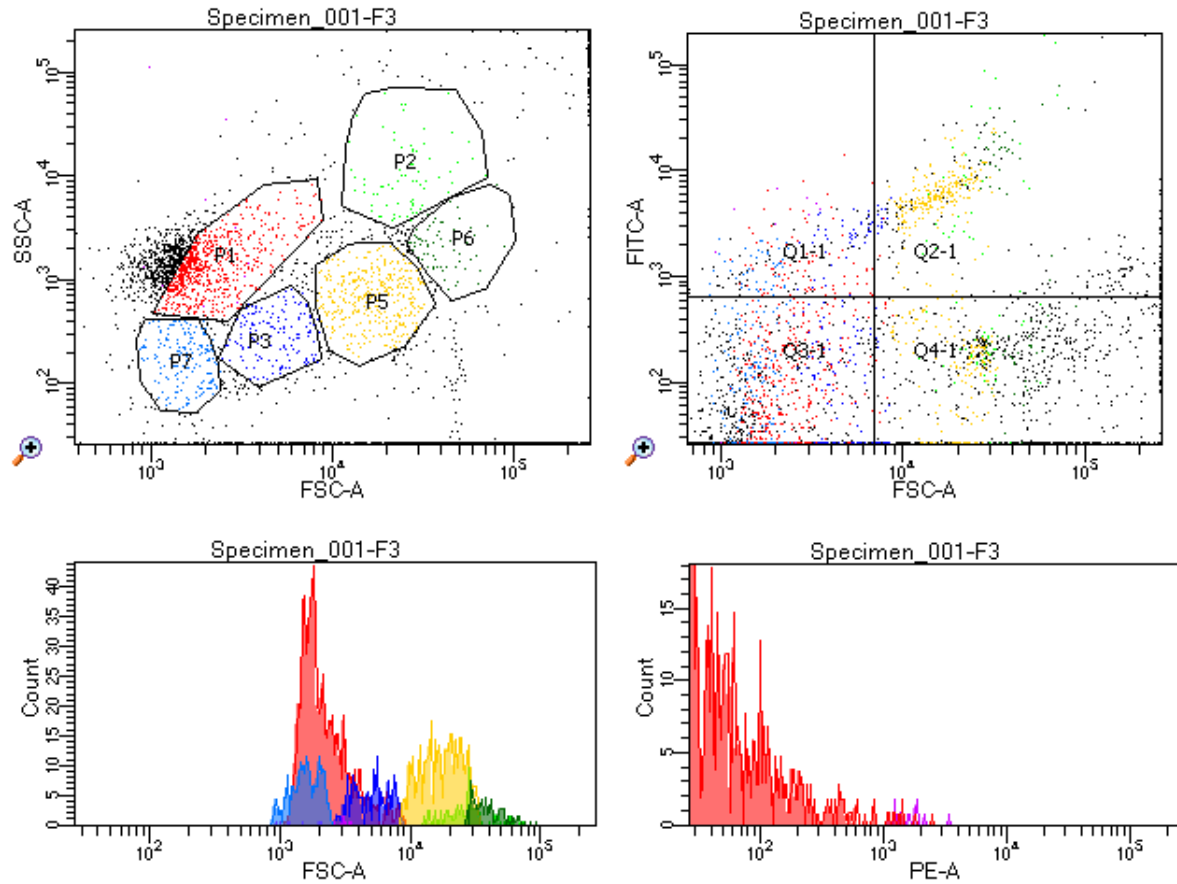 Specimen_001-F3
10⁵
10⁴
10³
10²
SSC-A
P1
P2
P3
P5
P6
P7
10³ 10⁴ 10⁵
FSC-A
Specimen_001-F3
10⁵
10⁴
10³
10²
FITC-A
Q1-1 Q2-1
Q3-1 Q4-1
10³ 10⁴ 10⁵
FSC-A
Specimen_001-F3
40
35
30
25
20
15
10
5
0
Count
10² 10³ 10⁴ 10⁵
FSC-A
Specimen_001-F3
15
10
5
0
Count
10² 10³ 10⁴ 10⁵
PE-A